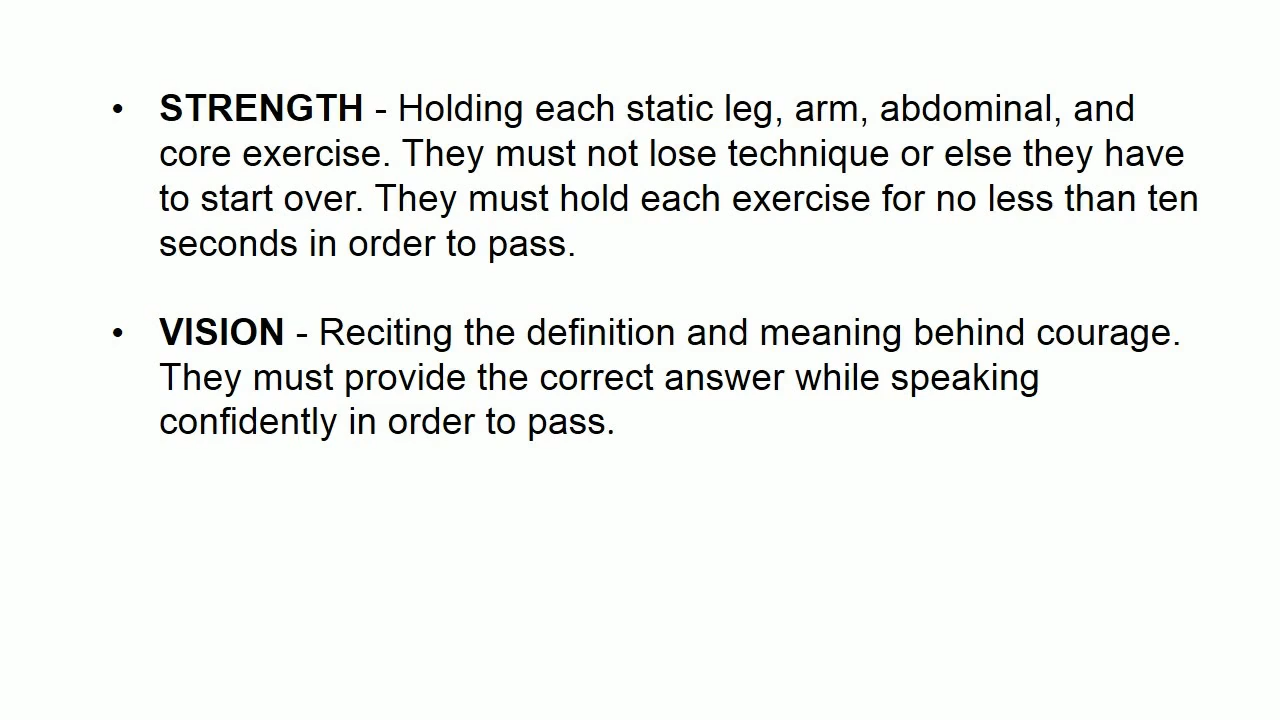 • STRENGTH - Holding each static leg, arm, abdominal, and
core exercise. They must not lose technique or else they have
to start over. They must hold each exercise for no less than ten
seconds in order to pass.
• VISION - Reciting the definition and meaning behind courage.
They must provide the correct answer while speaking
confidently in order to pass.